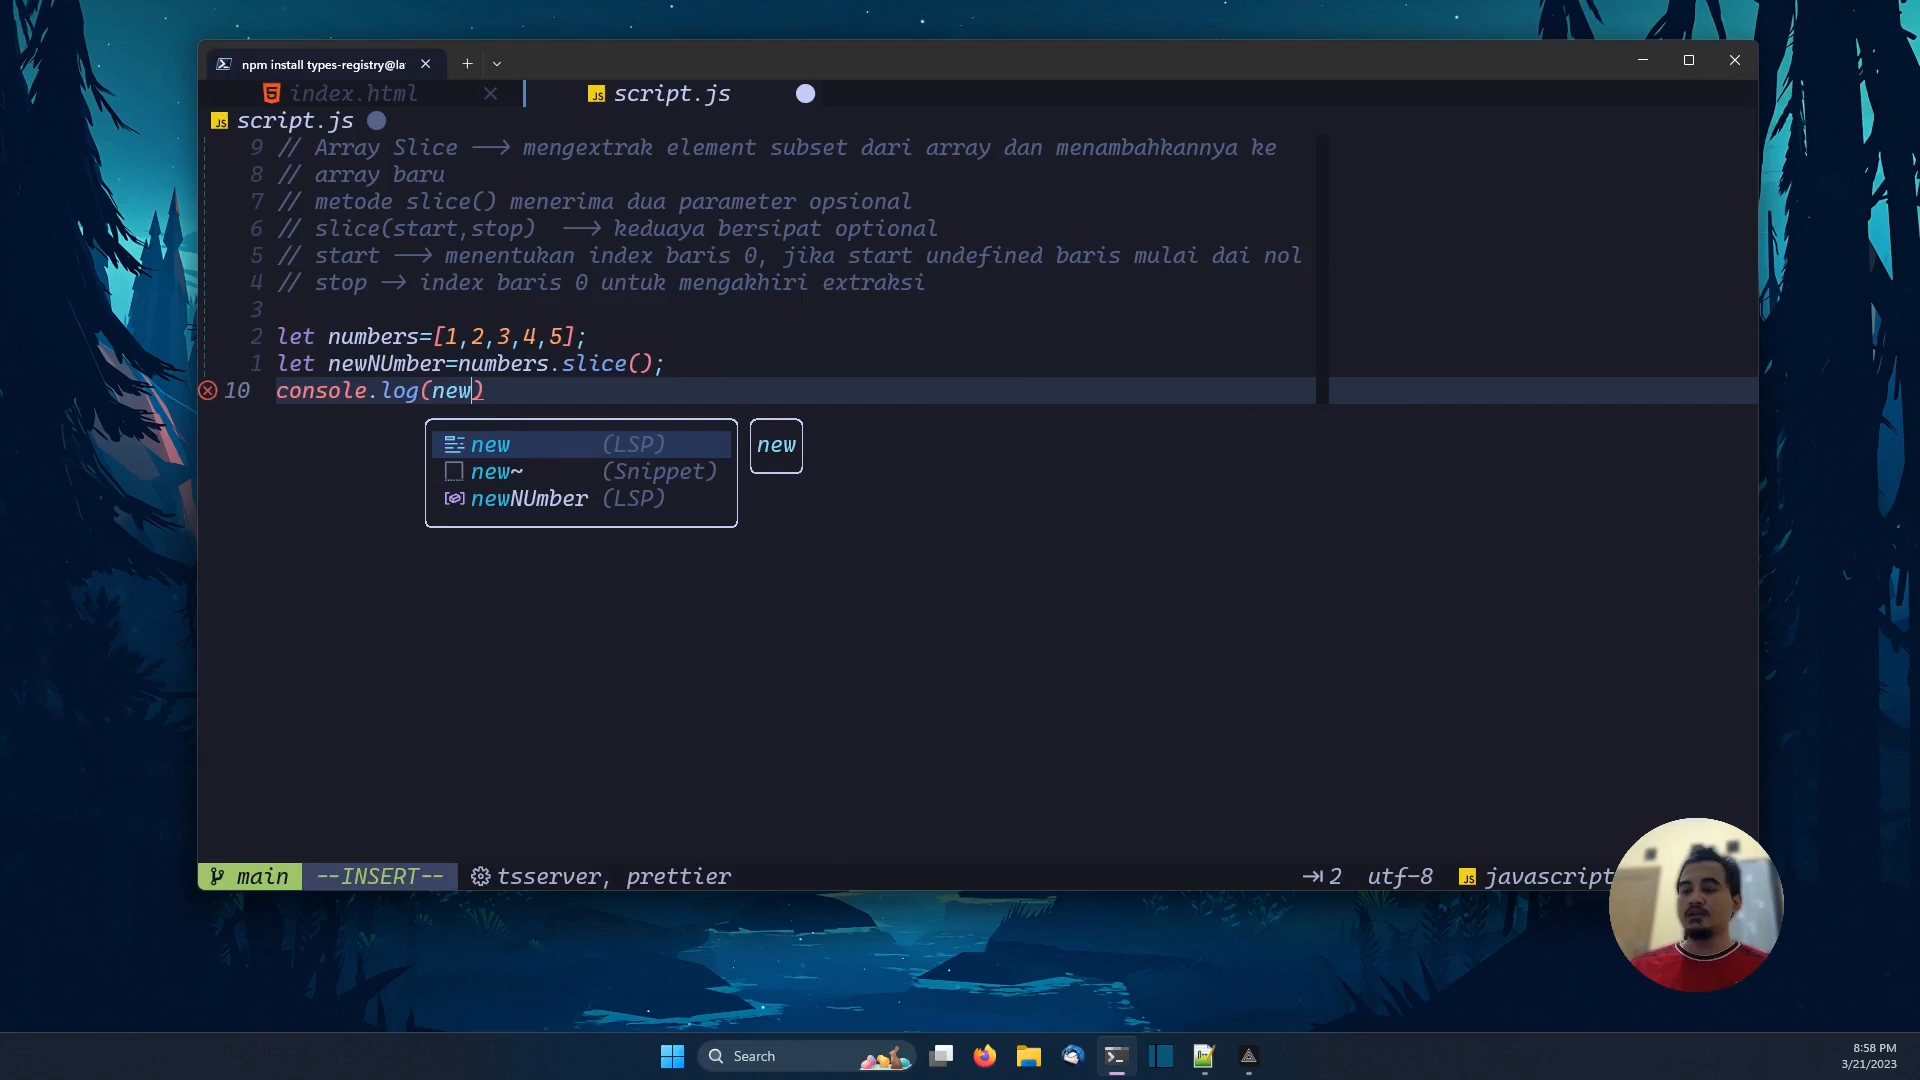 npm install types-registry@la
index.html
script.js
script.js
9 // Array Slice --> mengextrak element subset dari array dan menambahkannya ke
8 // array baru
7 // metode slice() menerima dua parameter opsional
6 // slice(start,stop)  --> keduaya bersipat optional
5 // start --> menentukan index baris 0, jika start undefined baris mulai dai nol
4 // stop -> index baris 0 untuk mengakhiri extraksi
3
2 let numbers=[1,2,3,4,5];
1 let newNUmber=numbers.slice();
10 console.log(new)
new (LSP) new
new~ (Snippet)
newNUmber (LSP)
main --INSERT-- tsserver, prettier 2 utf-8 JS javascript
Search
8:58 PM
3/21/2023